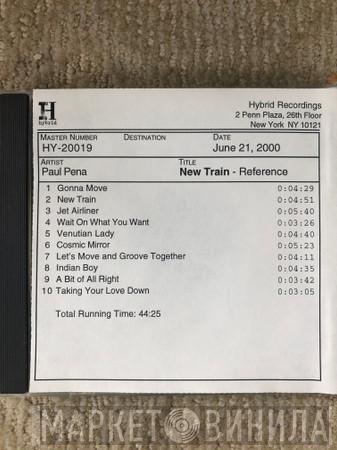 H
hybrid
Hybrid Recordings
2 Penn Plaza, 26th Floor
New York NY 10121
MASTER NUMBER DESTINATION DATE
HY-20019 June 21, 2000
ARTIST TITLE
Paul Pena New Train - Reference
1 Gonna Move 0:04:29
2 New Train 0:04:51
3 Jet Airliner 0:05:40
4 Wait On What You Want 0:03:26
5 Venutian Lady 0:04:40
6 Cosmic Mirror 0:05:23
7 Let's Move and Groove Together 0:04:11
8 Indian Boy 0:04:35
9 A Bit of All Right 0:03:42
10 Taking Your Love Down 0:03:05
Total Running Time: 44:25
МАРКЕТ ВИНИЛА